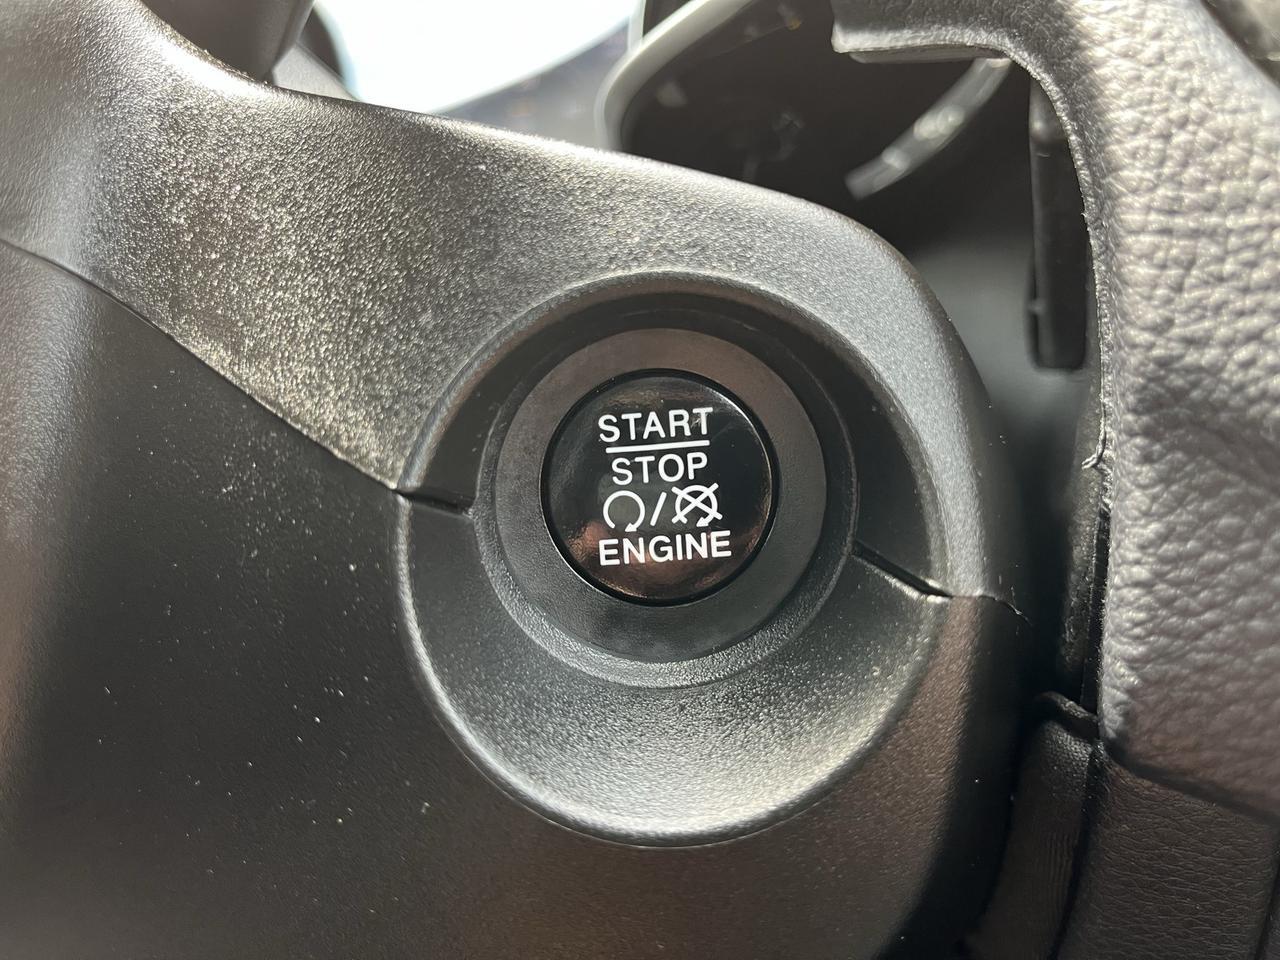 START
STOP
/
ENGINE